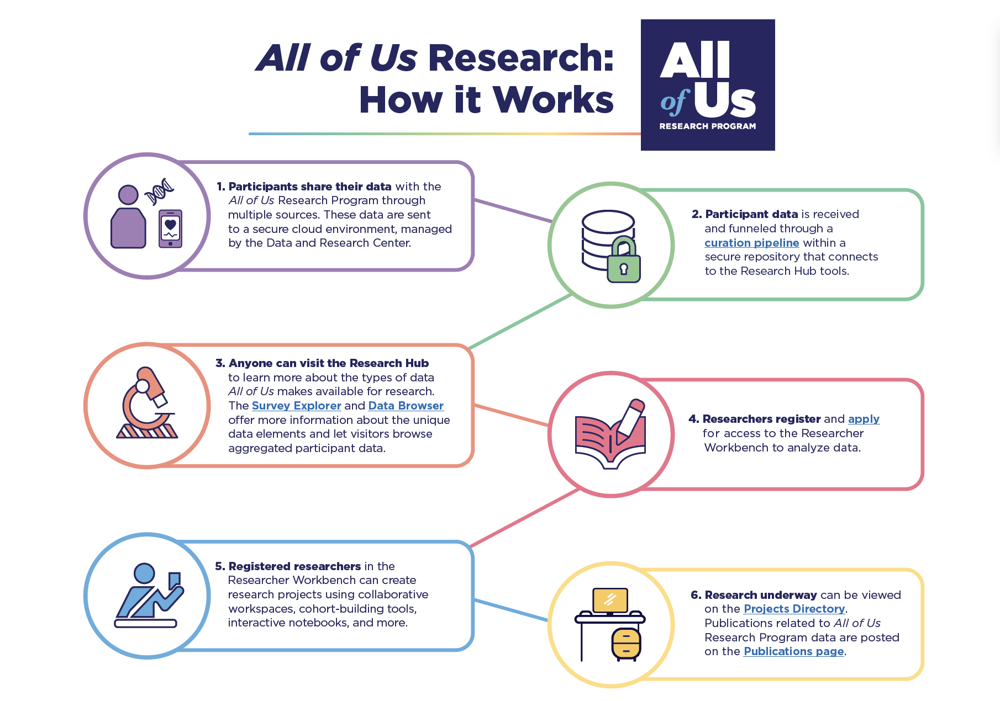 All of Us Research:
How it Works
All
of Us
RESEARCH PROGRAM
1. Participants share their data with the
All of Us Research Program through
multiple sources. These data are sent
to a secure cloud environment, managed
by the Data and Research Center.
2. Participant data is received
and funneled through a
curation pipeline within a
secure repository that connects
to the Research Hub tools.
3. Anyone can visit the Research Hub
to learn more about the types of data
All of Us makes available for research.
The Survey Explorer and Data Browser
offer more information about the unique
data elements and let visitors browse
aggregated participant data.
4. Researchers register and apply
for access to the Researcher
Workbench to analyze data.
5. Registered researchers in the
Researcher Workbench can create
research projects using collaborative
workspaces, cohort-building tools,
interactive notebooks, and more.
6. Research underway can be viewed
on the Projects Directory.
Publications related to All of Us
Research Program data are posted
on the Publications page.